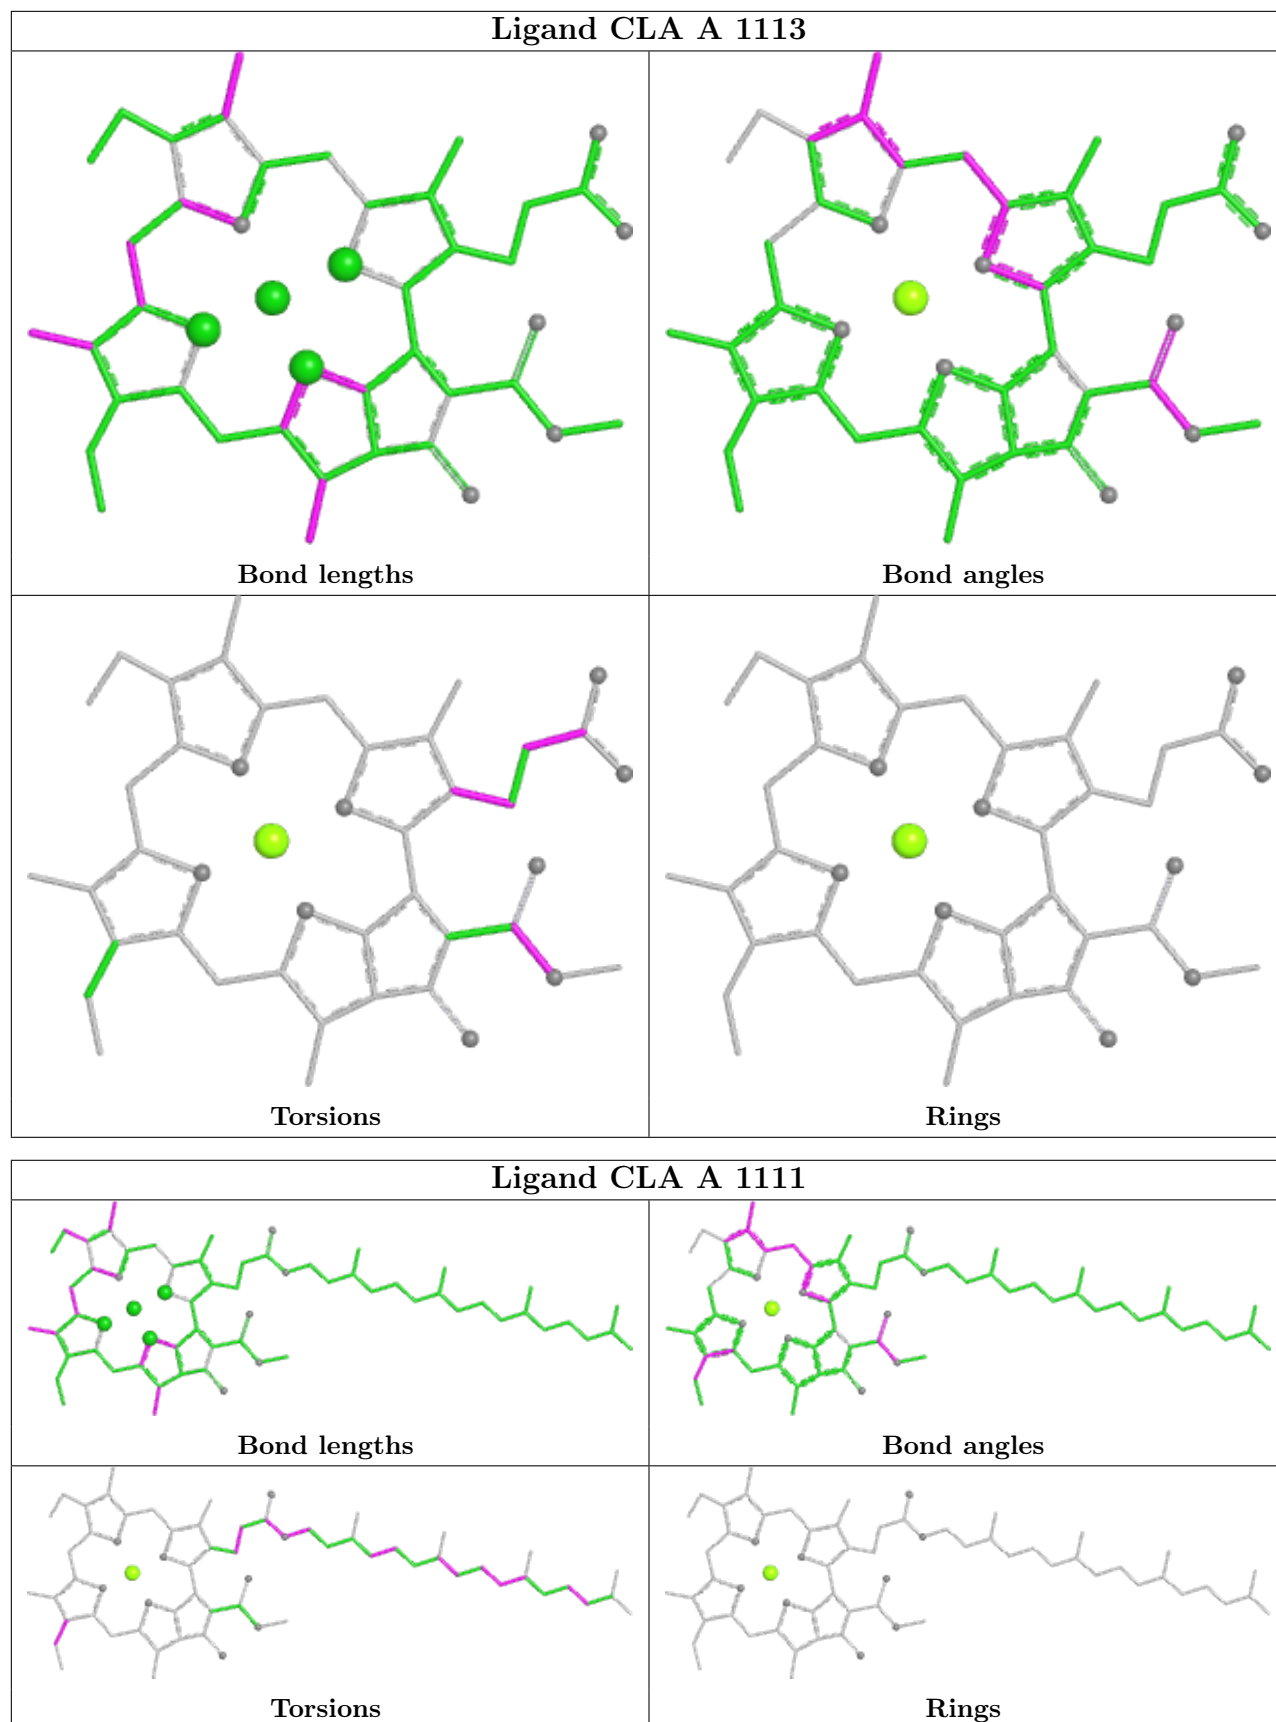 Ligand CLA A 1113
Bond lengths
Bond angles
Torsions
Rings
Ligand CLA A 1111
Bond lengths
Bond angles
Torsions
Rings